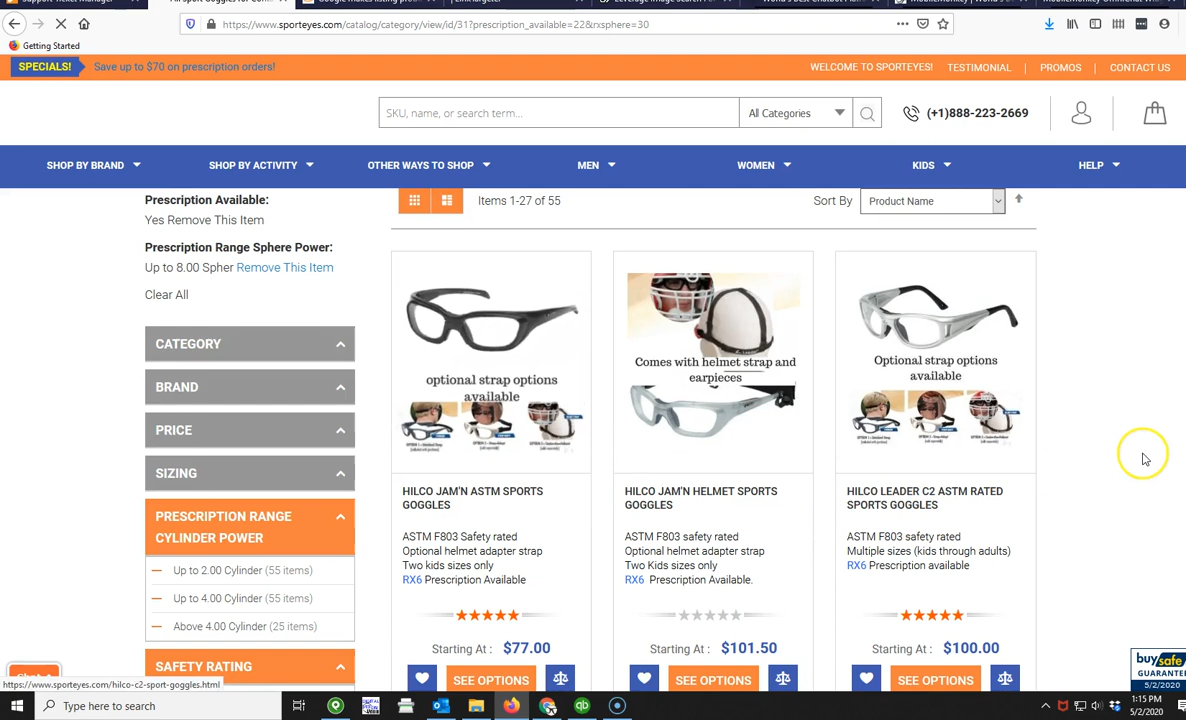 https://www.sporteyes.com/catalog/category/view/id/31?prescription_available=22&rxsphere=30
Getting Started
SPECIALS!
Save up to $70 on prescription orders!
WELCOME TO SPORTEYES!
TESTIMONIAL
PROMOS
CONTACT US
SKU, name, or search term...
All Categories
(+1)888-223-2669
SHOP BY BRAND
SHOP BY ACTIVITY
OTHER WAYS TO SHOP
MEN
WOMEN
KIDS
HELP
Prescription Available:
Yes Remove This Item
Prescription Range Sphere Power:
Up to 8.00 Spher Remove This Item
Clear All
CATEGORY
BRAND
PRICE
SIZING
PRESCRIPTION RANGE
CYLINDER POWER
Up to 2.00 Cylinder (55 items)
Up to 4.00 Cylinder (55 items)
Above 4.00 Cylinder (25 items)
SAFETY RATING
Items 1-27 of 55
Sort By
Product Name
optional strap options
available
HILCO JAM'N ASTM SPORTS
GOGGLES
ASTM F803 Safety rated
Optional helmet adapter strap
Two kids sizes only
RX6 Prescription Available
Starting At : $77.00
SEE OPTIONS
Comes with helmet strap and
earpieces
HILCO JAM'N HELMET SPORTS
GOGGLES
ASTM F803 safety rated
Optional helmet adapter strap
Two Kids sizes only
RX6 Prescription Available.
Starting At : $101.50
SEE OPTIONS
Optional strap options
available
HILCO LEADER C2 ASTM RATED
SPORTS GOGGLES
ASTM F803 safety rated
Multiple sizes (kids through adults)
RX6 Prescription available
Starting At : $100.00
SEE OPTIONS
buySAFE
GUARANTE
5/2/2020
https://www.sporteyes.com/hilco-c2-sport-goggles.html
Type here to search
1:15 PM
5/2/2020